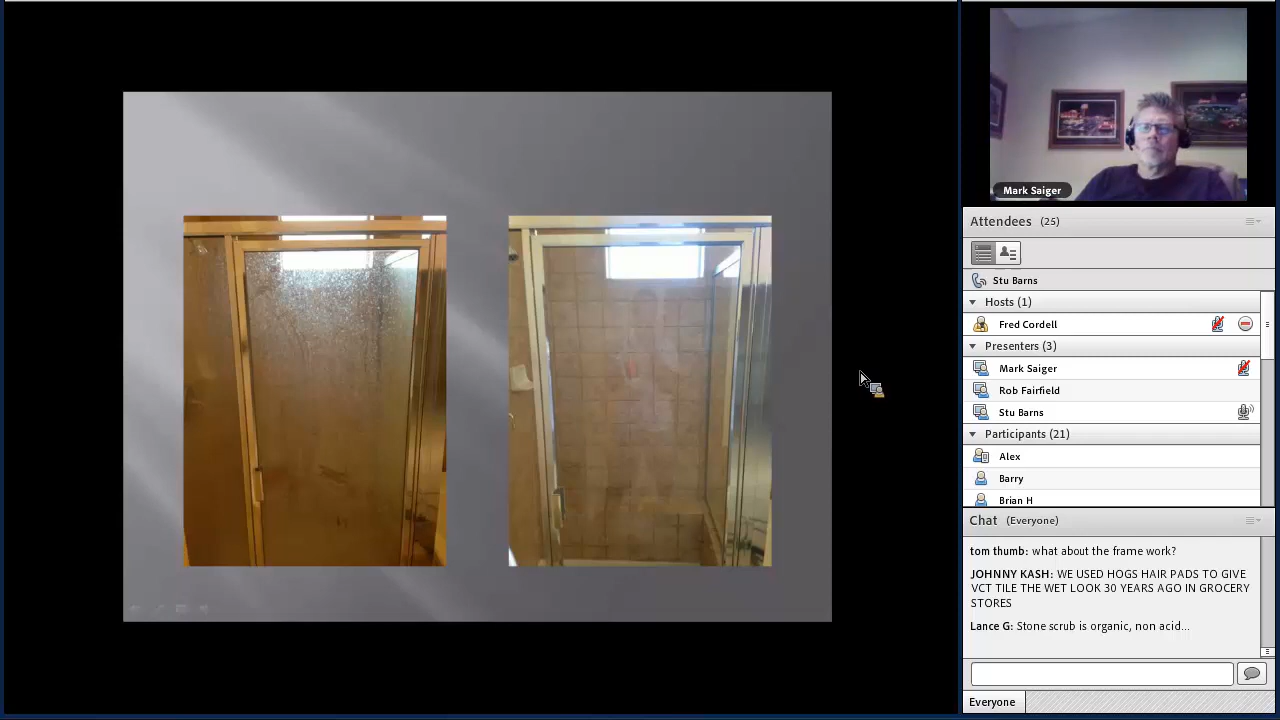 Mark Saiger
Attendees (25)
Stu Barns
Hosts (1)
Fred Cordell
Presenters (3)
Mark Saiger
Rob Fairfield
Stu Barns
Participants (21)
Alex
Barry
Brian H
Chat (Everyone)
tom thumb: what about the frame work?
JOHNNY KASH: WE USED HOGS HAIR PADS TO GIVE
VCT TILE THE WET LOOK 30 YEARS AGO IN GROCERY
STORES
Lance G: Stone scrub is organic, non acid...
Everyone